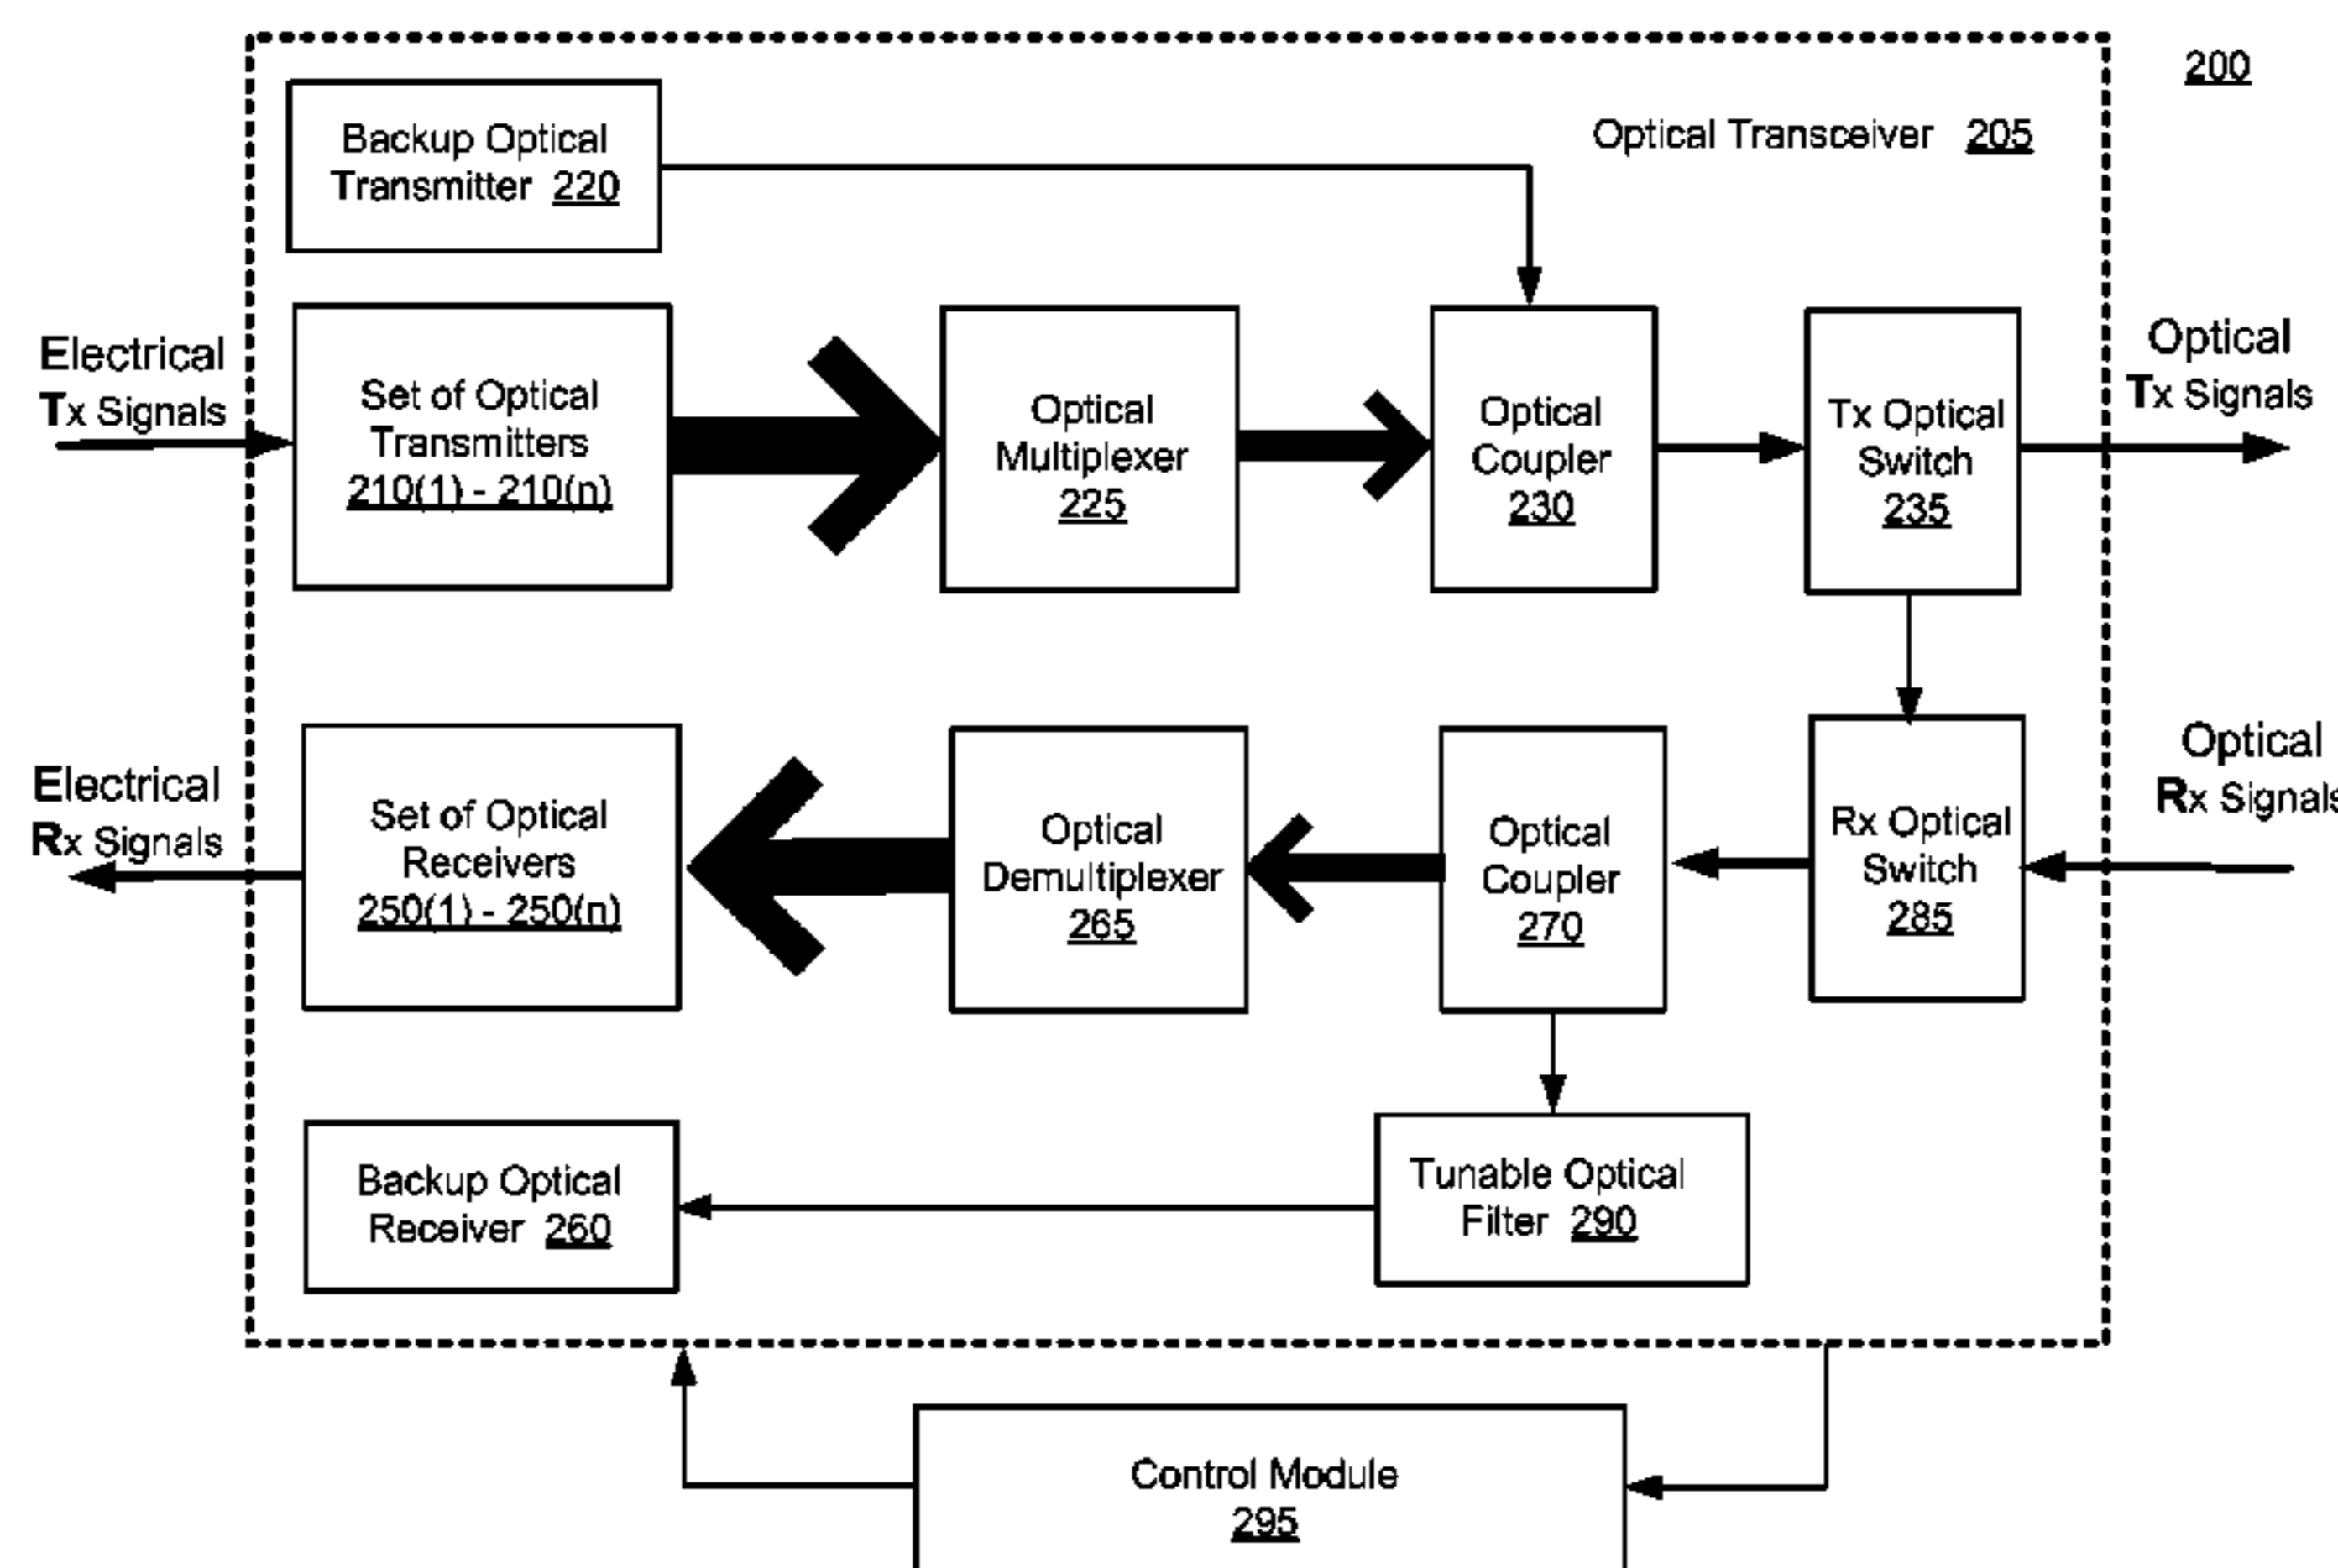 200
Optical Transceiver 205
Backup Optical
Transmitter 220
Electrical
Tx Signals
Set of Optical
Transmitters
210(1) - 210(n)
Optical
Multiplexer
225
Optical
Coupler
230
Tx Optical
Switch
235
Optical
Tx Signals
Electrical
Rx Signals
Set of Optical
Receivers
250(1) - 250(n)
Optical
Demultiplexer
265
Optical
Coupler
270
Rx Optical
Switch
285
Optical
Rx Signals
Backup Optical
Receiver 260
Tunable Optical
Filter 290
Control Module
295